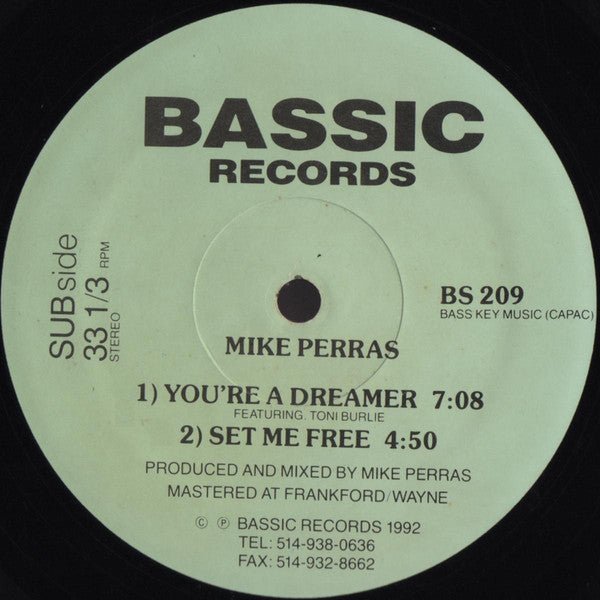 BASSIC
RECORDS
SUB side
33 1/3 RPM
STEREO
BS 209
BASS KEY MUSIC (CAPAC)
MIKE PERRAS
1) YOU'RE A DREAMER 7:08
FEATURING. TONI BURLIE
2) SET ME FREE 4:50
PRODUCED AND MIXED BY MIKE PERRAS
MASTERED AT FRANKFORD/WAYNE
© ℗ BASSIC RECORDS 1992
TEL: 514-938-0636
FAX: 514-932-8662